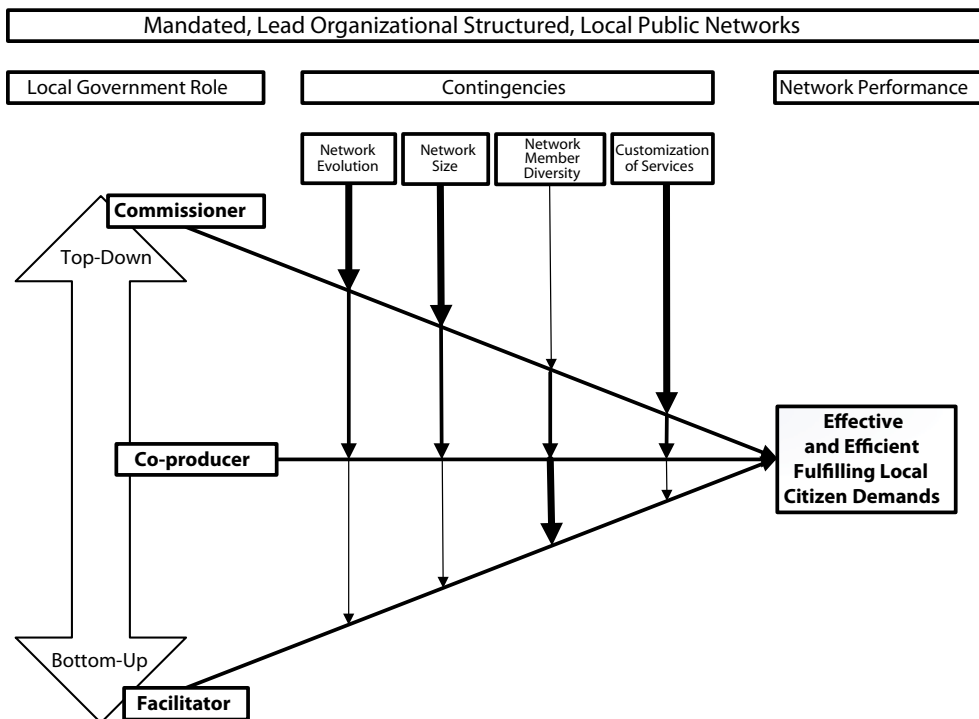 Mandated, Lead Organizational Structured, Local Public Networks
Local Government Role
Contingencies
Network Performance
Network
Evolution
Network
Size
Network
Member
Diversity
Customization
of Services
Commissioner
Top-Down
Co-producer
Effective
and Efficient
Fulfilling Local
Citizen Demands
Bottom-Up
Facilitator